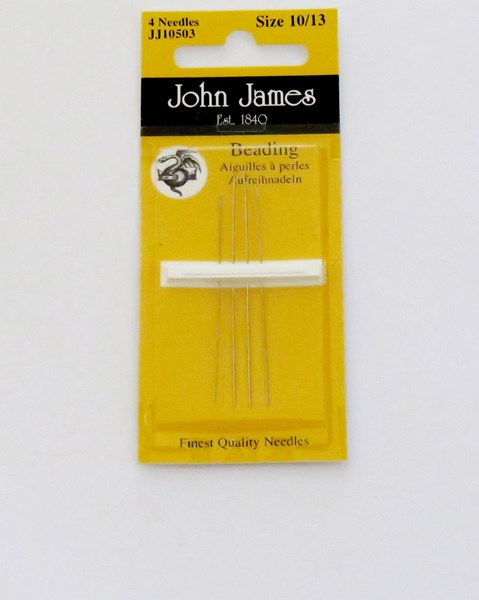 4 Needles Size 10/13
JJ10503
John James
Est. 1840
Beading
Aiguilles à perles
Aufreihnadeln
Finest Quality Needles